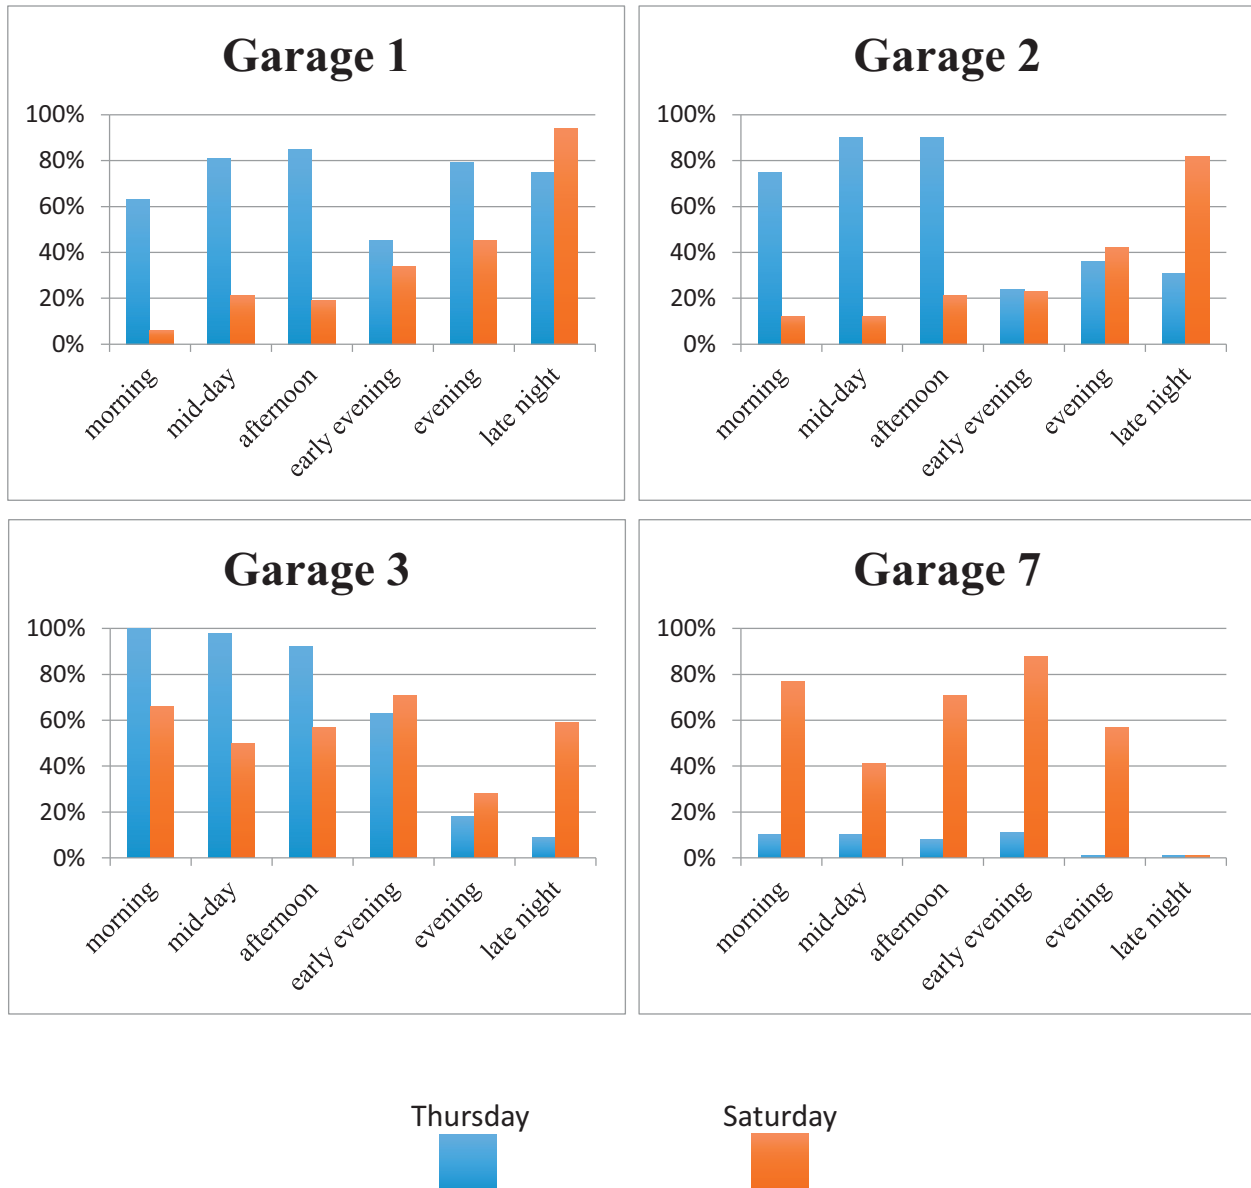 Garage 1
100%
80%
60%
40%
20%
0%
morning
mid-day
afternoon
early evening
evening
late night
Garage 2
100%
80%
60%
40%
20%
0%
morning
mid-day
afternoon
early evening
evening
late night
Garage 3
100%
80%
60%
40%
20%
0%
morning
mid-day
afternoon
early evening
evening
late night
Garage 7
100%
80%
60%
40%
20%
0%
morning
mid-day
afternoon
early evening
evening
late night
Thursday
Saturday